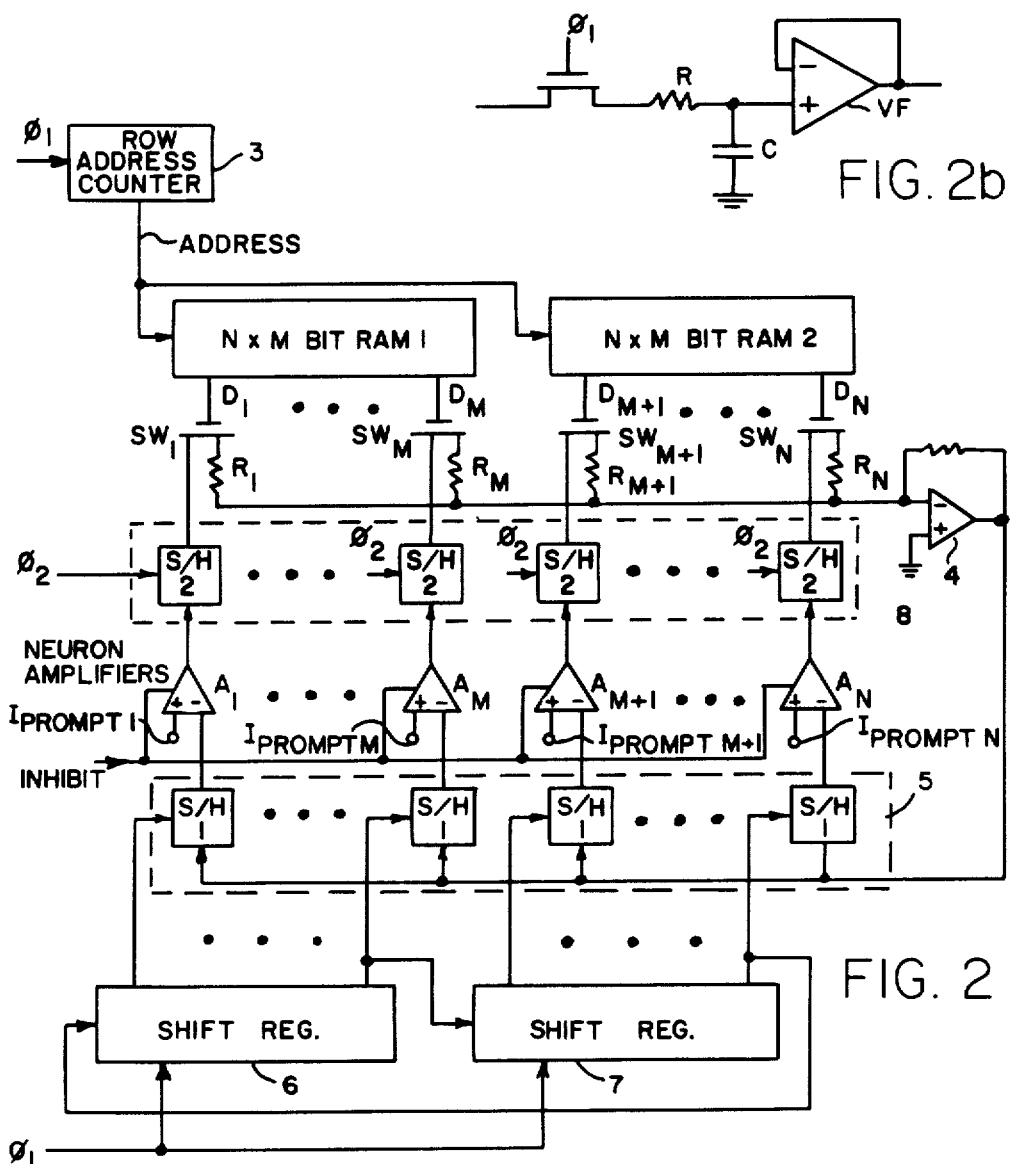 Ø1
R
-
+
VF
C
FIG. 2b
Ø1
ROW
ADDRESS
COUNTER
3
ADDRESS
N x M BIT RAM 1
N x M BIT RAM 2
D1
DM
DM+1
DN
SW1
SWM
SWM+1
SWN
R1
RM
RM+1
RN
-
+
4
Ø2
S/H
2
Ø2
S/H
2
Ø2
S/H
2
Ø2
S/H
2
8
NEURON
AMPLIFIERS
+ -
A1
+ -
AM
+ -
AM+1
+ -
AN
IPROMPT 1
IPROMPT M
IPROMPT M+1
IPROMPT N
INHIBIT
S/H
1
S/H
1
S/H
1
S/H
1
5
FIG. 2
SHIFT REG.
SHIFT REG.
6
7
Ø1